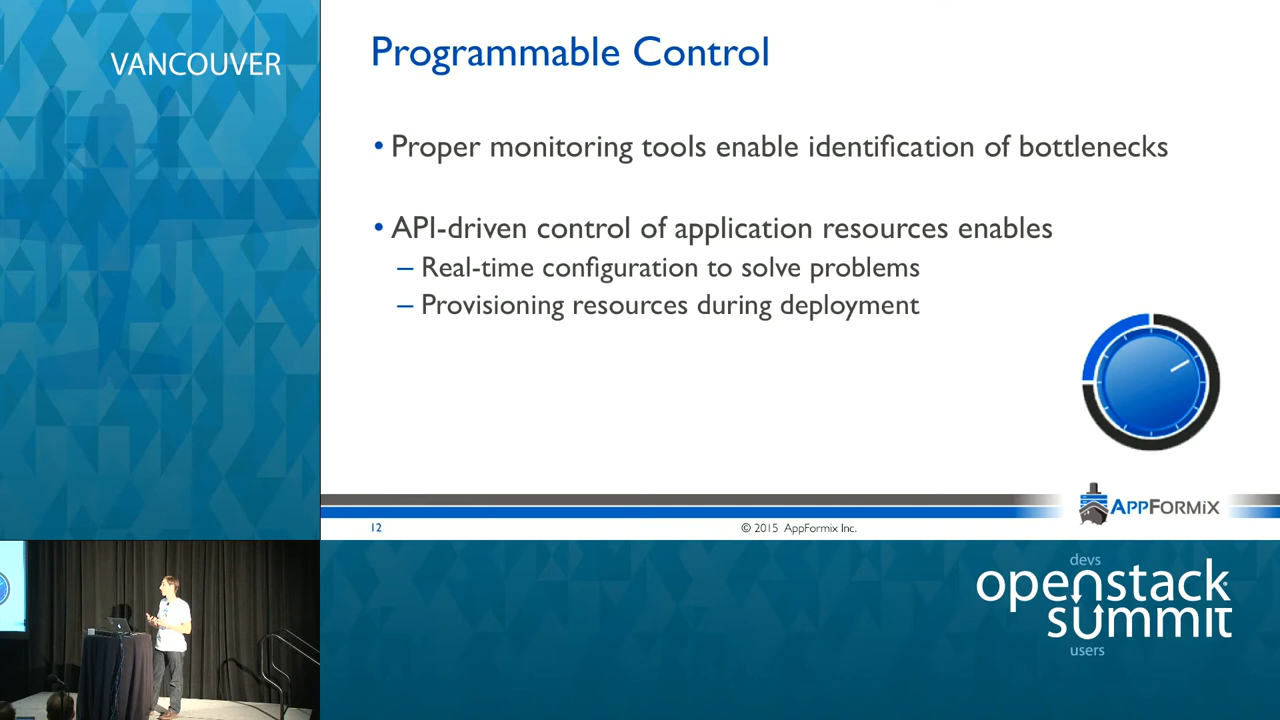 VANCOUVER
Programmable Control
• Proper monitoring tools enable identification of bottlenecks
• API-driven control of application resources enables
– Real-time configuration to solve problems
– Provisioning resources during deployment
APPFORMIX
12
© 2015 AppFormix Inc.
devs
openstack
summit
users